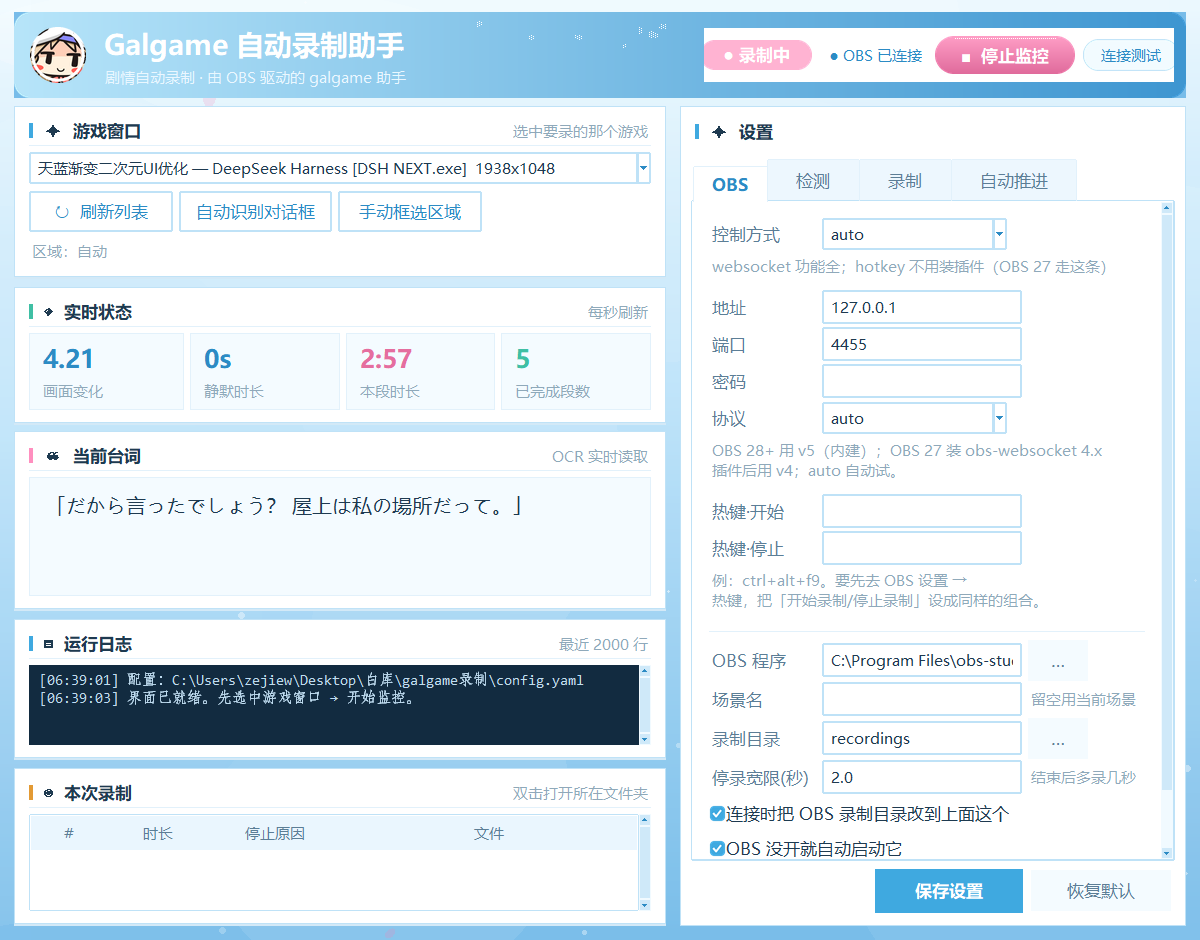 Galgame 自动录制助手
剧情自动录制 · 由 OBS 驱动的 galgame 助手
● 录制中
● OBS 已连接
■ 停止监控
连接测试
游戏窗口
选中要录的那个游戏
天蓝渐变二次元UI优化 — DeepSeek Harness [DSH NEXT.exe]  1938x1048
刷新列表
自动识别对话框
手动框选区域
区域：自动
实时状态
每秒刷新
4.21
画面变化
0s
静默时长
2:57
本段时长
5
已完成段数
当前台词
OCR 实时读取
「だから言ったでしょう？ 屋上は私の場所だって。」
运行日志
最近 2000 行
[06:39:01] 配置：C:\Users\zejiew\Desktop\白库\galgame录制\config.yaml
[06:39:03] 界面已就绪。先选中游戏窗口 → 开始监控。
本次录制
双击打开所在文件夹
# 时长 停止原因 文件
设置
OBS 检测 录制 自动推进
控制方式 auto
websocket 功能全；hotkey 不用装插件（OBS 27 走这条）
地址 127.0.0.1
端口 4455
密码
协议 auto
OBS 28+ 用 v5（内建）；OBS 27 装 obs-websocket 4.x
插件后用 v4；auto 自动试。
热键·开始
热键·停止
例：ctrl+alt+f9。要先去 OBS 设置 →
热键，把「开始录制/停止录制」设成同样的组合。
OBS 程序 C:\Program Files\obs-stu ...
场景名 留空用当前场景
录制目录 recordings ...
停录宽限(秒) 2.0 结束后多录几秒
连接时把 OBS 录制目录改到上面这个
OBS 没开就自动启动它
保存设置
恢复默认